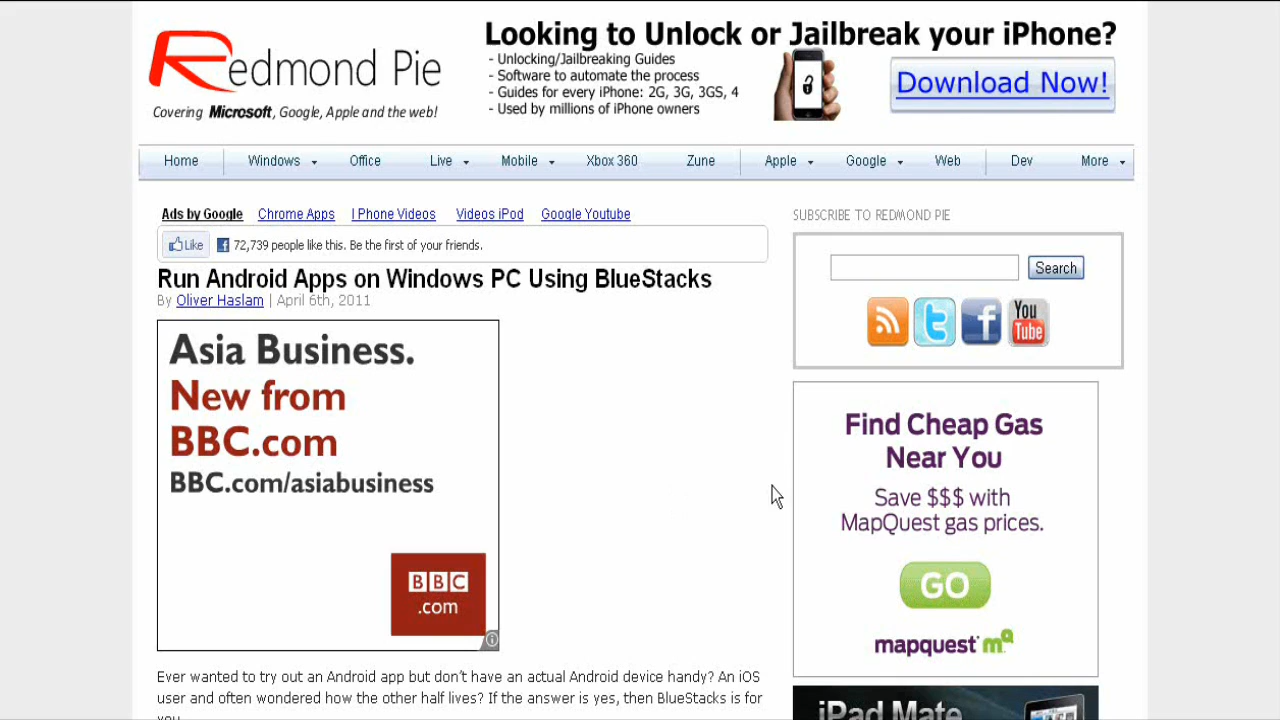 Redmond Pie
Covering Microsoft, Google, Apple and the web!
Looking to Unlock or Jailbreak your iPhone?
- Unlocking/Jailbreaking Guides
- Software to automate the process
- Guides for every iPhone: 2G, 3G, 3GS, 4
- Used by millions of iPhone owners
Download Now!
Home Windows Office Live Mobile Xbox 360 Zune Apple Google Web Dev More
Ads by Google Chrome Apps I Phone Videos Videos iPod Google Youtube
Like 72,739 people like this. Be the first of your friends.
Run Android Apps on Windows PC Using BlueStacks
By Oliver Haslam | April 6th, 2011
Asia Business.
New from
BBC.com
BBC.com/asiabusiness
BBC
.com
Ever wanted to try out an Android app but don't have an actual Android device handy? An iOS
user and often wondered how the other half lives? If the answer is yes, then BlueStacks is for
you
SUBSCRIBE TO REDMOND PIE
Search
You
Tube
Find Cheap Gas
Near You
Save $$$ with
MapQuest gas prices.
GO
mapquest
iPad Mate